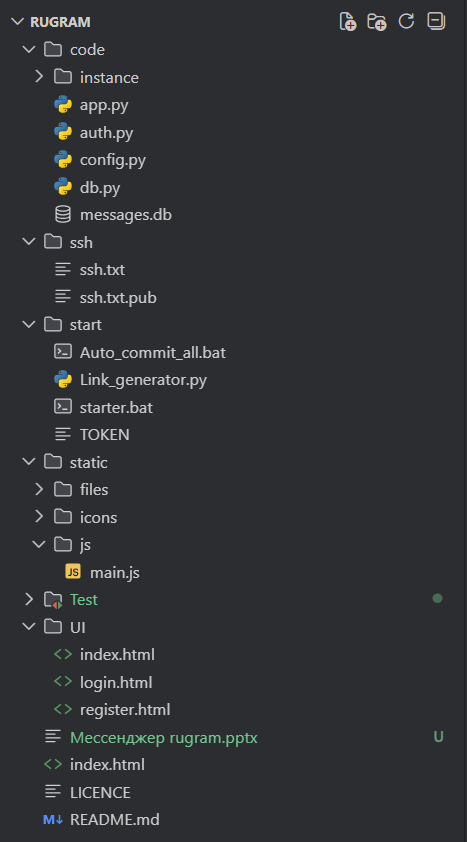 RUGRAM
code
instance
app.py
auth.py
config.py
db.py
messages.db
ssh
ssh.txt
ssh.txt.pub
start
Auto_commit_all.bat
Link_generator.py
starter.bat
TOKEN
static
files
icons
js
JS main.js
Test
UI
index.html
login.html
register.html
Мессенджер rugram.pptx U
index.html
LICENCE
M↓ README.md